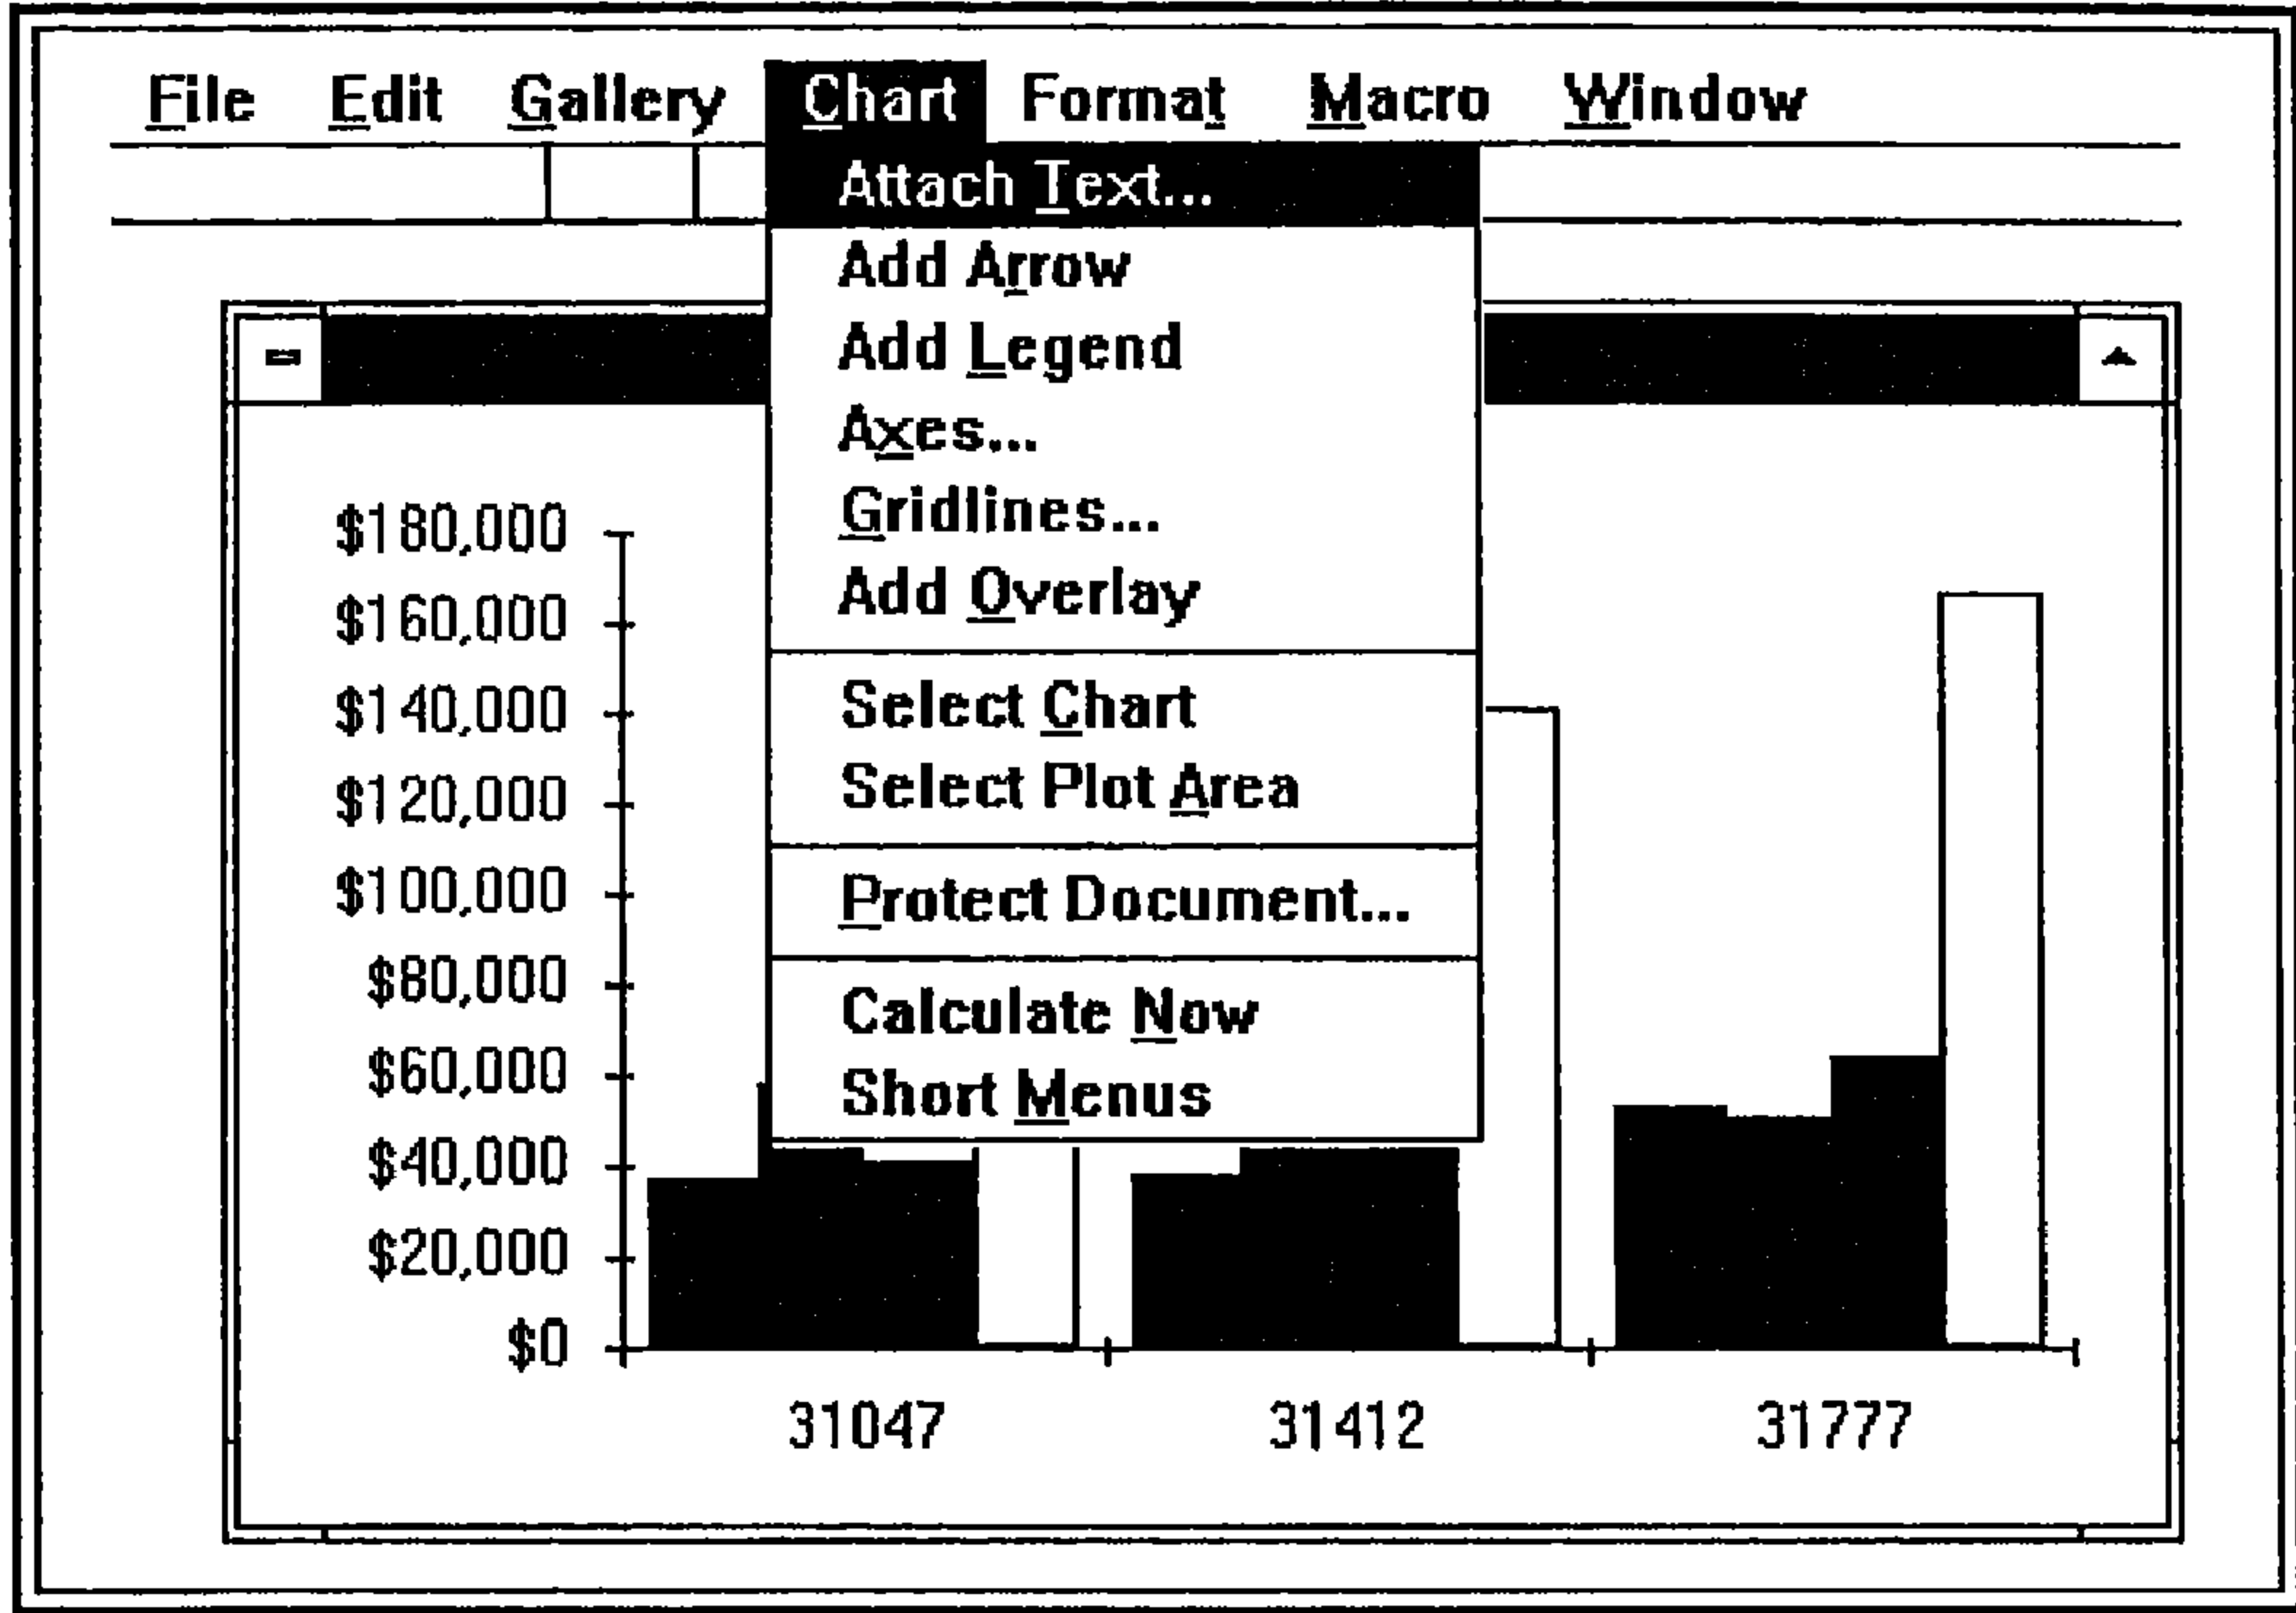 File Edit Gallery Chart Format Macro Window
Attach Text...
Add Arrow
Add Legend
Axes...
Gridlines...
Add Overlay
Select Chart
Select Plot Area
Protect Document...
Calculate Now
Short Menus
$180,000
$160,000
$140,000
$120,000
$100,000
$80,000
$60,000
$40,000
$20,000
$0
31047 31412 31777